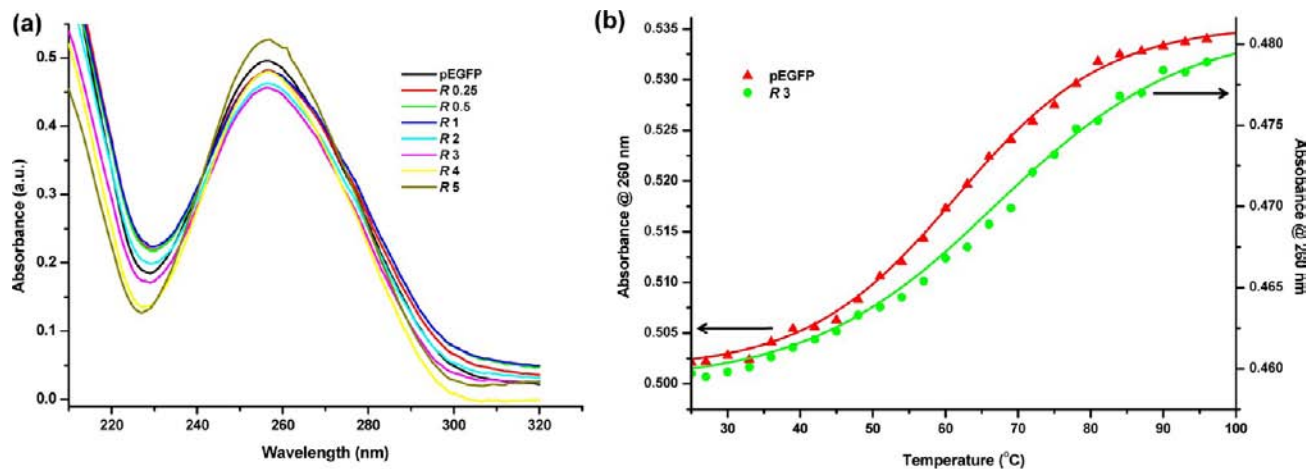 (a)
0.5
0.4
0.3
0.2
0.1
0.0
Absorbance (a.u.)
pEGFP
R 0.25
R 0.5
R 1
R 2
R 3
R 4
R 5
220 240 260 280 300 320
Wavelength (nm)
(b)
0.535
0.530
0.525
0.520
0.515
0.510
0.505
0.500
Absorbance @ 260 nm
pEGFP
R 3
0.480
0.475
0.470
0.465
0.460
Absorbance @ 260 nm
30 40 50 60 70 80 90 100
Temperature (°C)